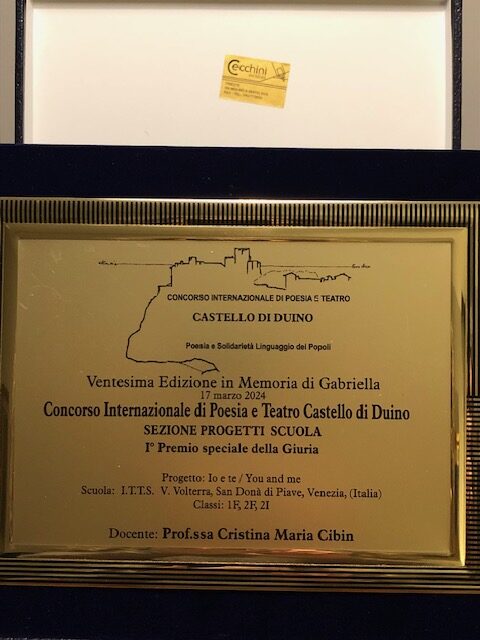 Cecchini
CONCORSO INTERNAZIONALE DI POESIA E TEATRO
CASTELLO DI DUINO
Poesia e Solidarietà Linguaggio dei Popoli
Ventesima Edizione in Memoria di Gabriella
17 marzo 2024
Concorso Internazionale di Poesia e Teatro Castello di Duino
SEZIONE PROGETTI SCUOLA
I° Premio speciale della Giuria
Progetto: Io e te / You and me
Scuola: I.T.T.S. V. Volterra, San Donà di Piave, Venezia, (Italia)
Classi: 1F, 2F, 2I
Docente: Prof.ssa Cristina Maria Cibin